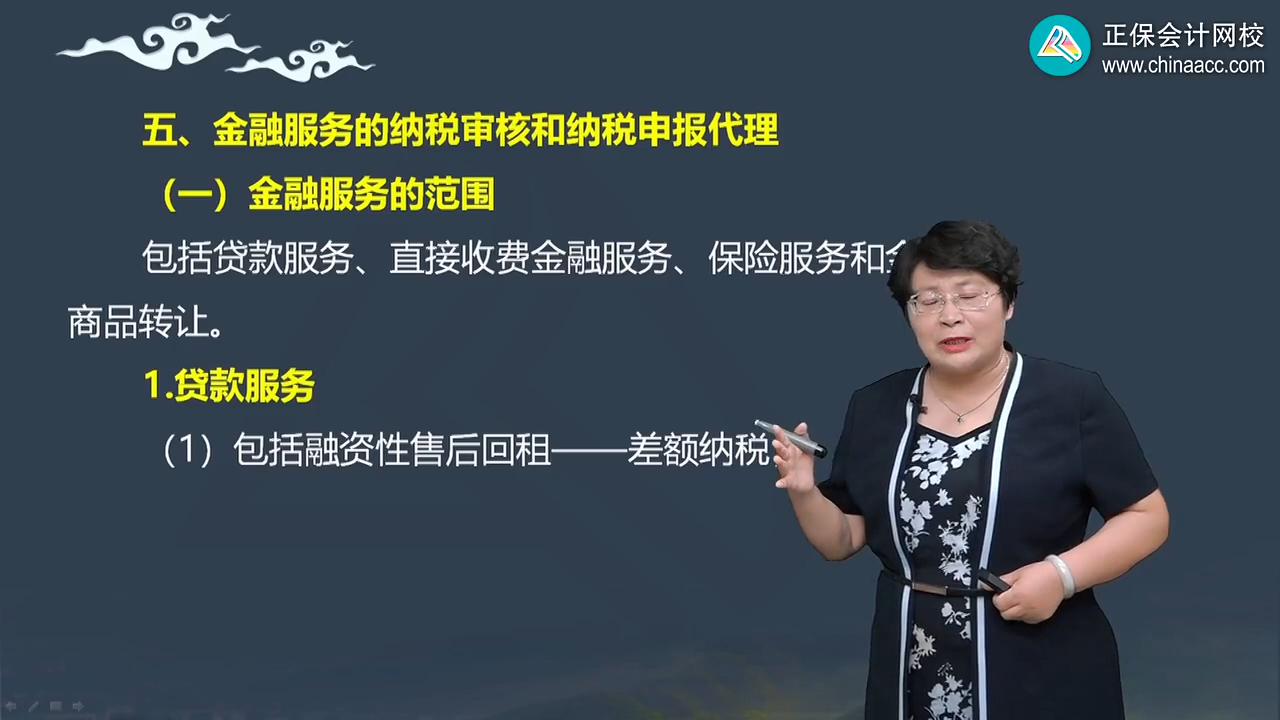 正保会计网校
www.chinaacc.com
五、金融服务的纳税审核和纳税申报代理
（一）金融服务的范围
包括贷款服务、直接收费金融服务、保险服务和
商品转让。
1.贷款服务
（1）包括融资性售后回租——差额纳税